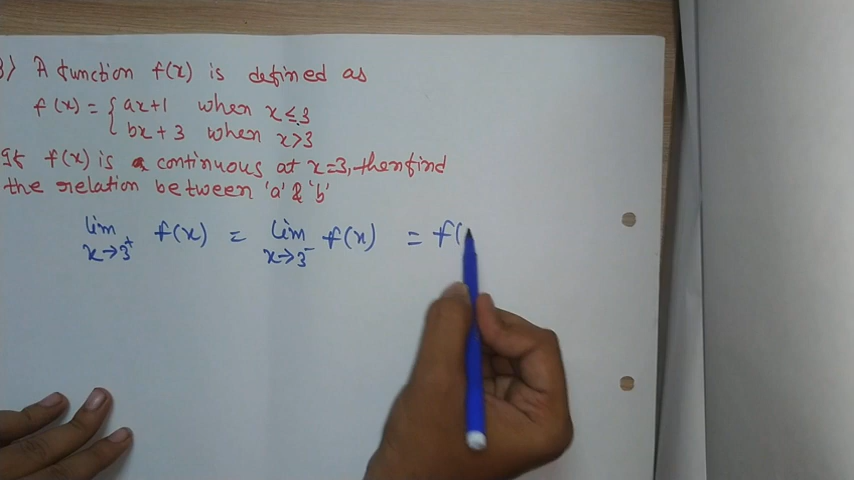 3) A function f(x) is defined as
f(x) = { ax+1 when x ≤ 3
bx + 3 when x > 3
If f(x) is a continuous at x=3, then find
the relation between 'a' & 'b'
lim x→3⁺ f(x) = lim x→3⁻ f(x) = f(